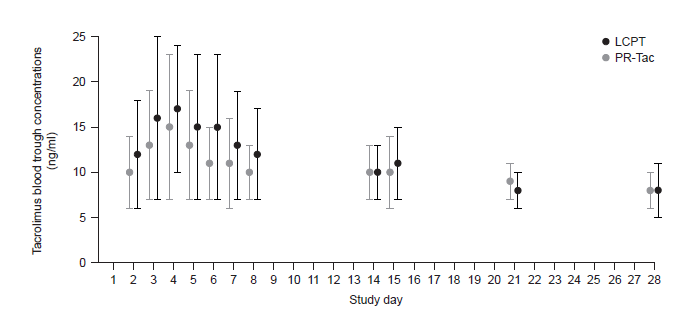 Tacrolimus blood trough concentrations
(ng/ml)
25
20
15
10
5
0
LCPT
PR-Tac
1 2 3 4 5 6 7 8 9 10 11 12 13 14 15 16 17 18 19 20 21 22 23 24 25 26 27 28
Study day